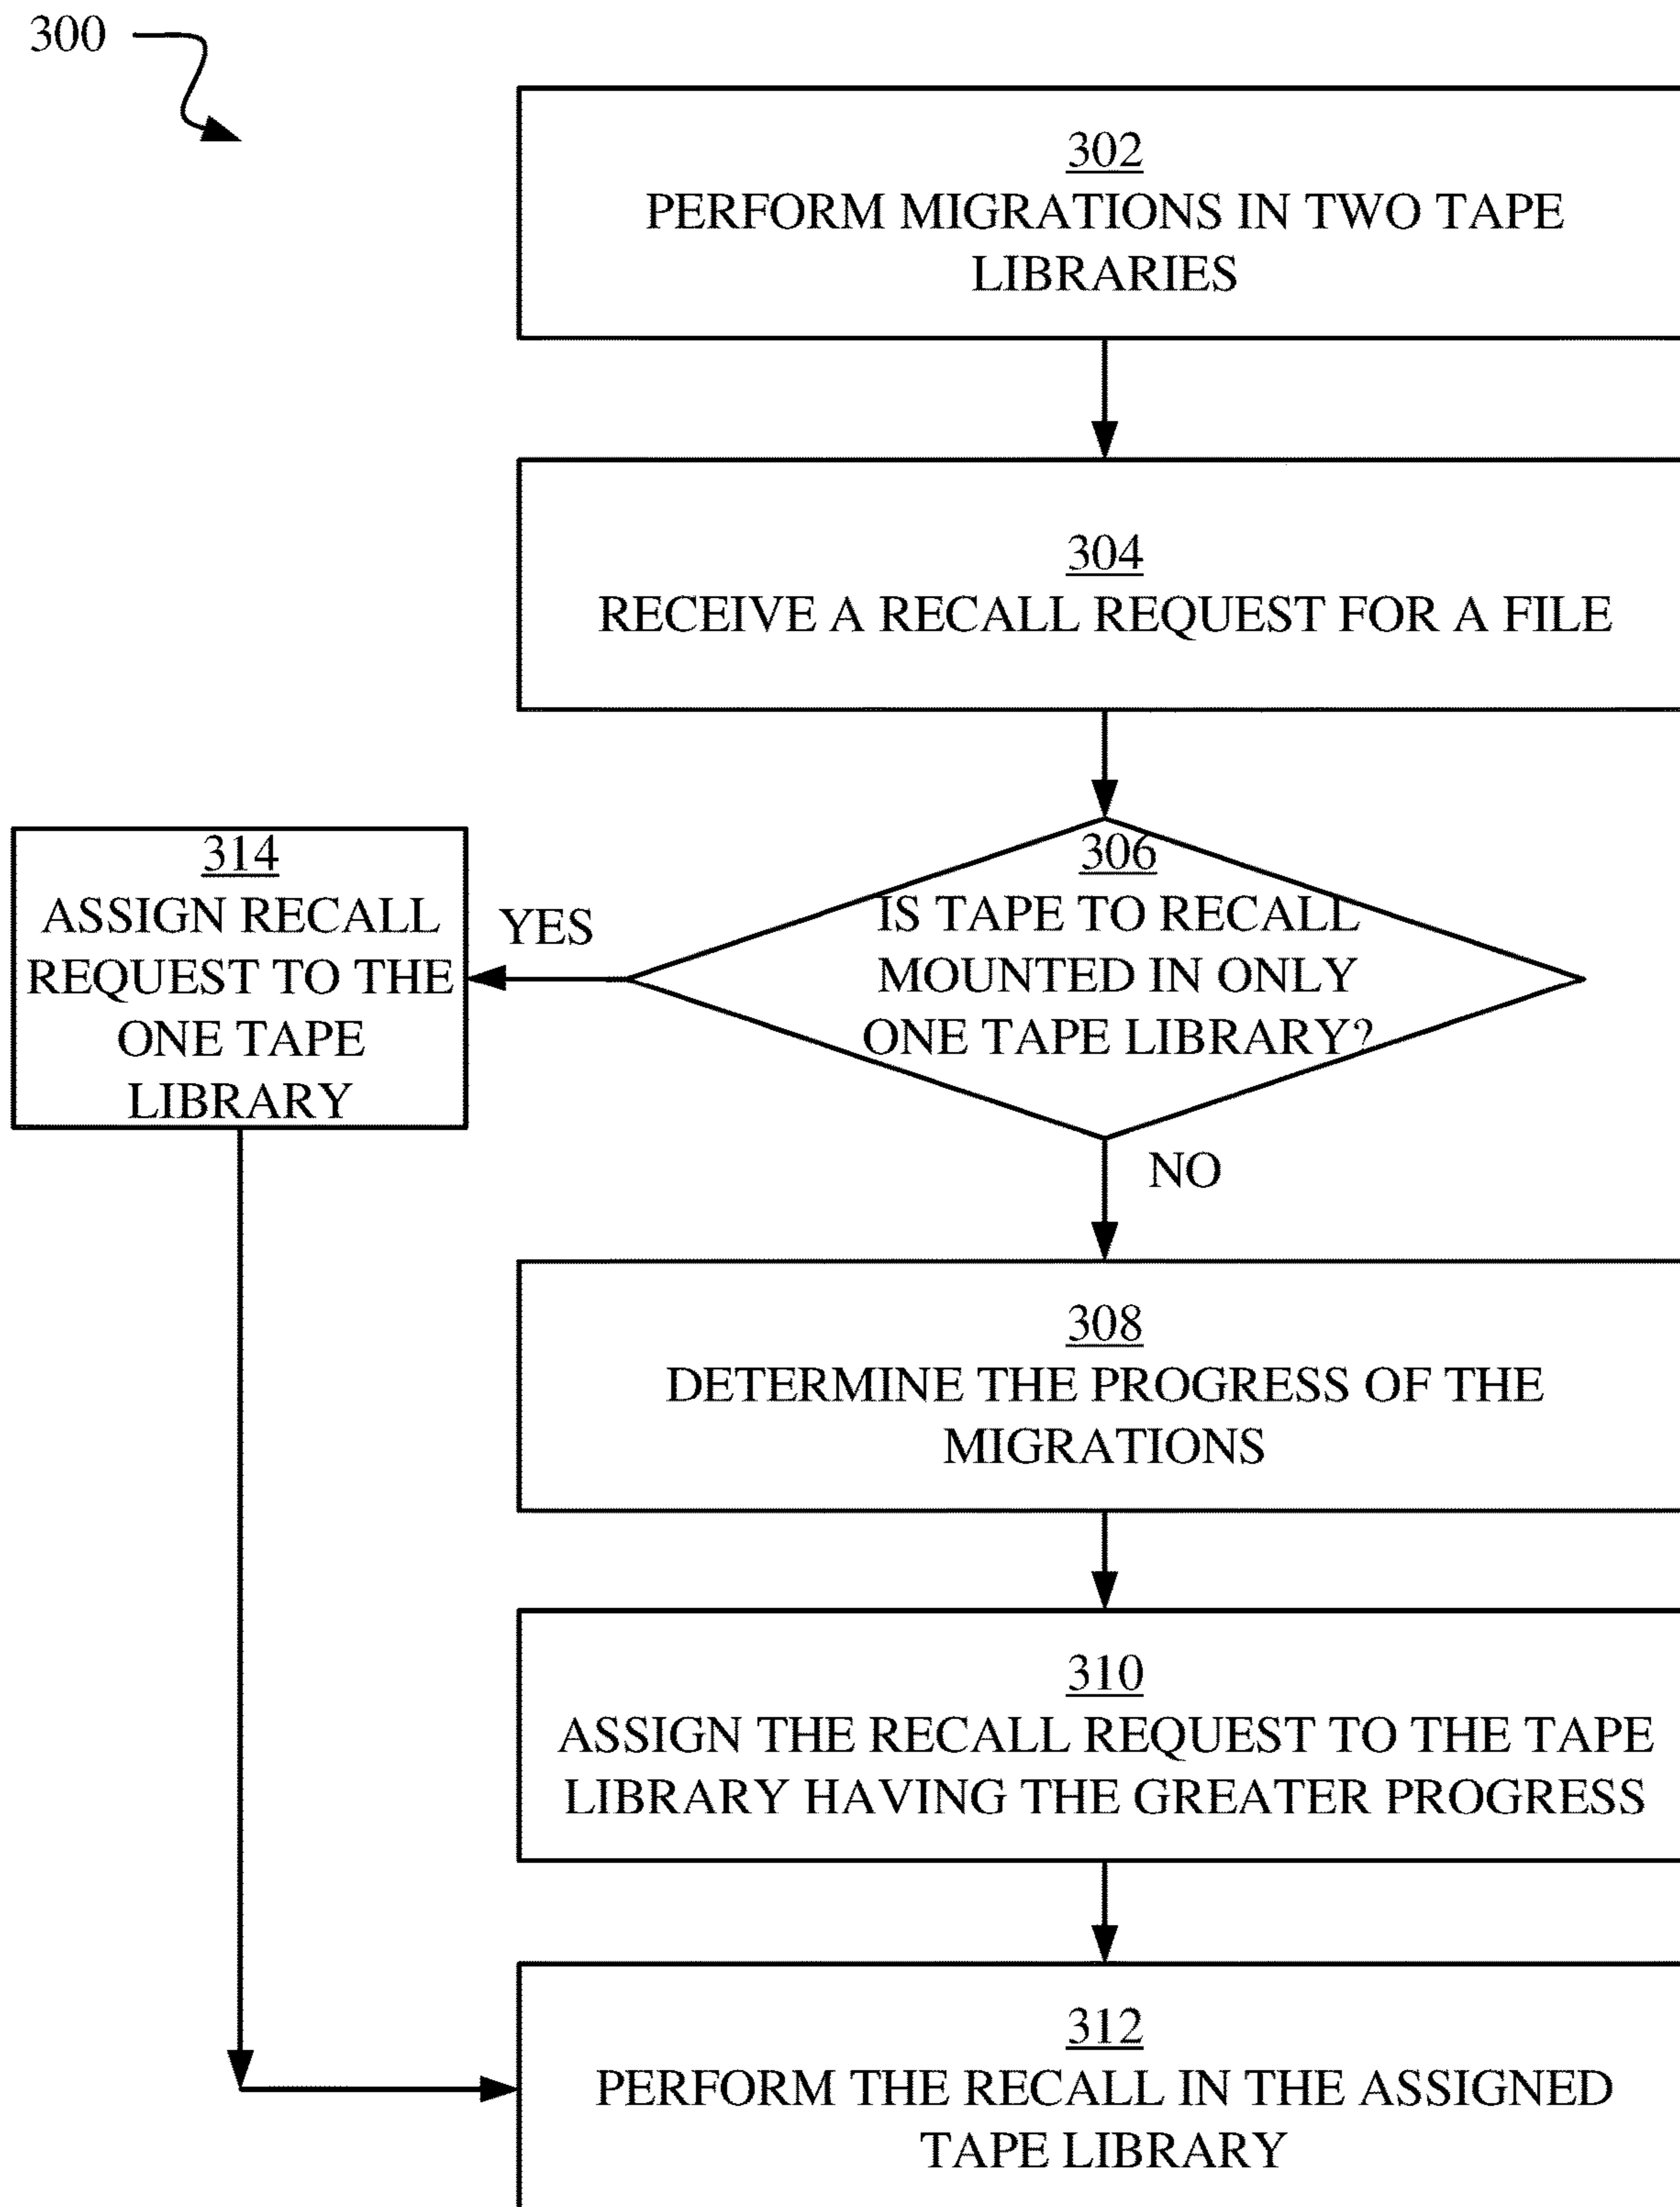 300
302
PERFORM MIGRATIONS IN TWO TAPE
LIBRARIES
304
RECEIVE A RECALL REQUEST FOR A FILE
306
IS TAPE TO RECALL
MOUNTED IN ONLY
ONE TAPE LIBRARY?
YES
314
ASSIGN RECALL
REQUEST TO THE
ONE TAPE
LIBRARY
NO
308
DETERMINE THE PROGRESS OF THE
MIGRATIONS
310
ASSIGN THE RECALL REQUEST TO THE TAPE
LIBRARY HAVING THE GREATER PROGRESS
312
PERFORM THE RECALL IN THE ASSIGNED
TAPE LIBRARY